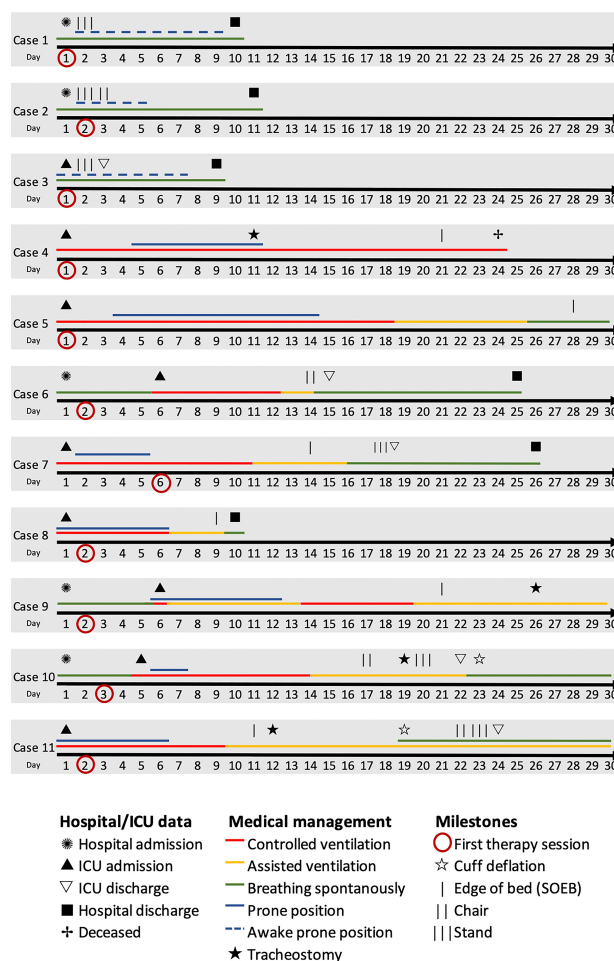 Case 1
Day 1 2 3 4 5 6 7 8 9 10 11 12 13 14 15 16 17 18 19 20 21 22 23 24 25 26 27 28 29 30
Case 2
Day 1 2 3 4 5 6 7 8 9 10 11 12 13 14 15 16 17 18 19 20 21 22 23 24 25 26 27 28 29 30
Case 3
Day 1 2 3 4 5 6 7 8 9 10 11 12 13 14 15 16 17 18 19 20 21 22 23 24 25 26 27 28 29 30
Case 4
Day 1 2 3 4 5 6 7 8 9 10 11 12 13 14 15 16 17 18 19 20 21 22 23 24 25 26 27 28 29 30
Case 5
Day 1 2 3 4 5 6 7 8 9 10 11 12 13 14 15 16 17 18 19 20 21 22 23 24 25 26 27 28 29 30
Case 6
Day 1 2 3 4 5 6 7 8 9 10 11 12 13 14 15 16 17 18 19 20 21 22 23 24 25 26 27 28 29 30
Case 7
Day 1 2 3 4 5 6 7 8 9 10 11 12 13 14 15 16 17 18 19 20 21 22 23 24 25 26 27 28 29 30
Case 8
Day 1 2 3 4 5 6 7 8 9 10 11 12 13 14 15 16 17 18 19 20 21 22 23 24 25 26 27 28 29 30
Case 9
Day 1 2 3 4 5 6 7 8 9 10 11 12 13 14 15 16 17 18 19 20 21 22 23 24 25 26 27 28 29 30
Case 10
Day 1 2 3 4 5 6 7 8 9 10 11 12 13 14 15 16 17 18 19 20 21 22 23 24 25 26 27 28 29 30
Case 11
Day 1 2 3 4 5 6 7 8 9 10 11 12 13 14 15 16 17 18 19 20 21 22 23 24 25 26 27 28 29 30
Hospital/ICU data
Hospital admission
ICU admission
ICU discharge
Hospital discharge
Deceased
Medical management
Controlled ventilation
Assisted ventilation
Breathing spontanously
Prone position
Awake prone position
Tracheostomy
Milestones
First therapy session
Cuff deflation
Edge of bed (SOEB)
Chair
Stand